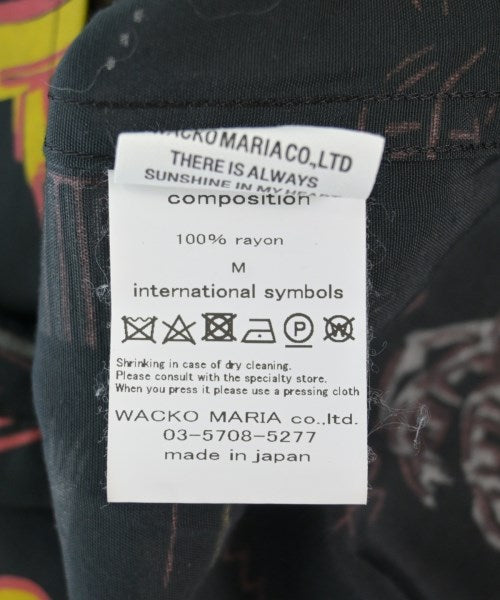 WACKO MARIA CO.,LTD
THERE IS ALWAYS
SUNSHINE IN MY HEART
composition
100% rayon
M
international symbols
P
W
Shrinking in case of dry cleaning.
Please consult with the specialty store.
When you press it please use a pressing cloth
WACKO MARIA co.,ltd.
03-5708-5277
made in japan